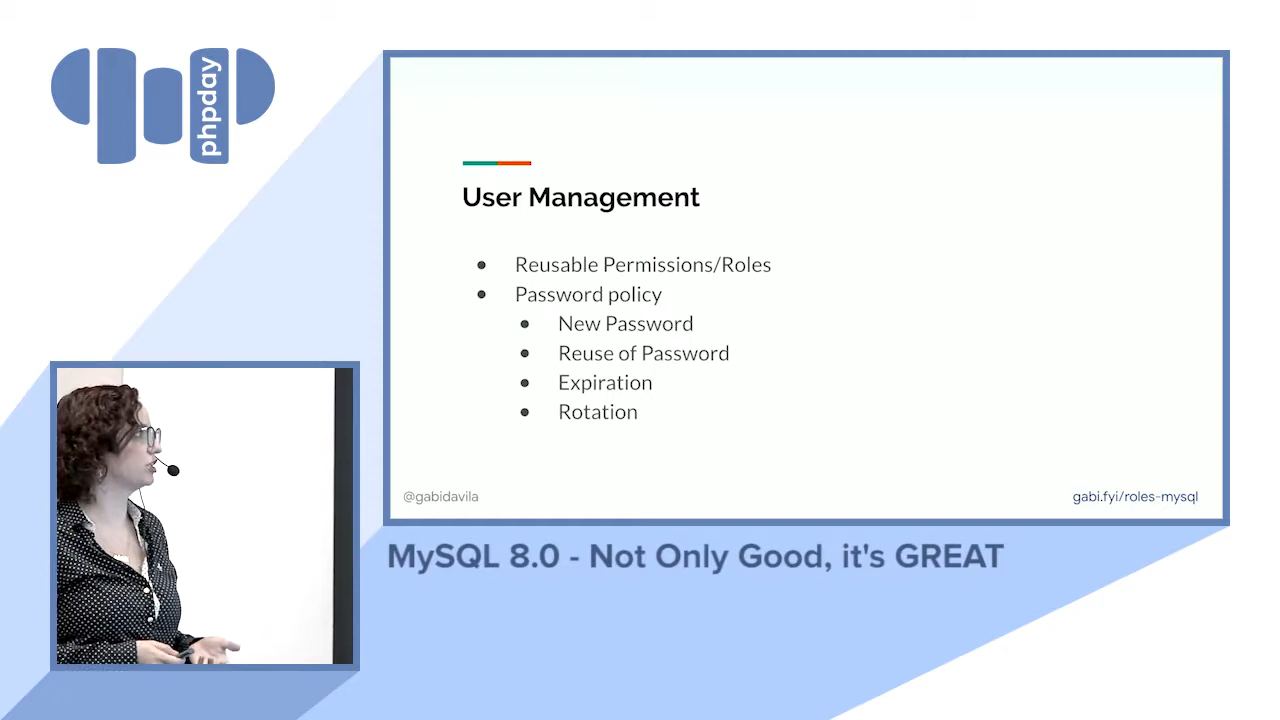 phpday
User Management
Reusable Permissions/Roles
Password policy
New Password
Reuse of Password
Expiration
Rotation
@gabidavila
gabi.fyi/roles-mysql
MySQL 8.0 - Not Only Good, it's GREAT